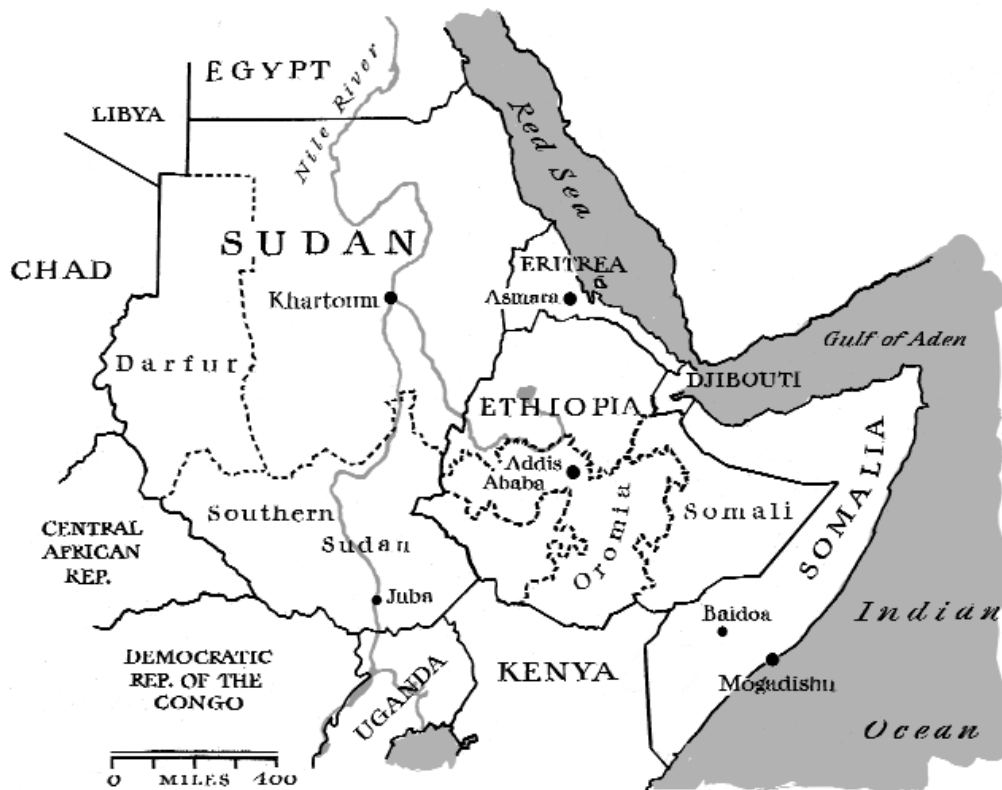 EGYPT
LIBYA
Nile River
Red Sea
SUDAN
CHAD
ERITREA
Khartoum
Asmara
Gulf of Aden
Darfur
DJIBOUTI
ETHIOPIA
Addis
Ababa
SOMALIA
Southern
Sudan
Somali
Oromia
CENTRAL
AFRICAN
REP.
Juba
Baidoa
Indian
Ocean
DEMOCRATIC
REP. OF THE
CONGO
UGANDA
KENYA
Mogadishu
0 MILES 400